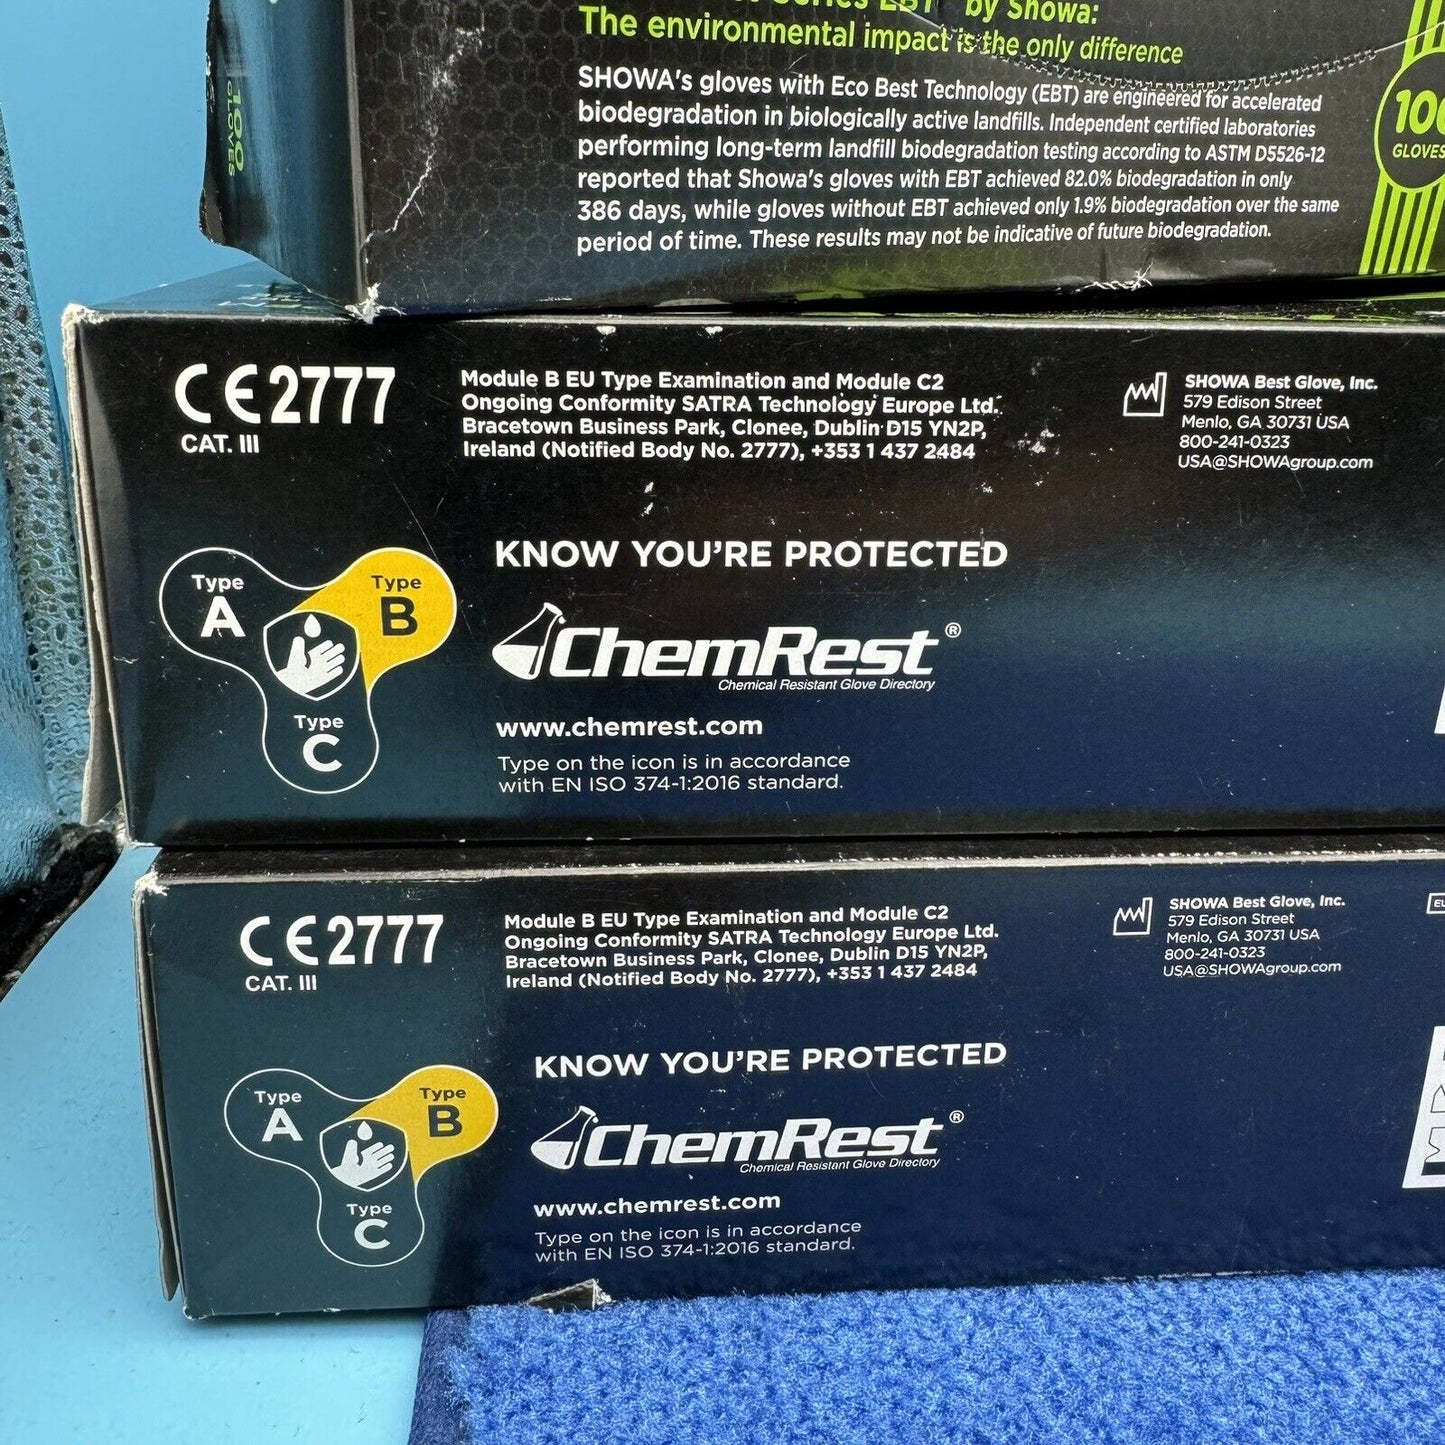 Series EBT by Showa:
The environmental impact is the only difference
SHOWA's gloves with Eco Best Technology (EBT) are engineered for accelerated
biodegradation in biologically active landfills. Independent certified laboratories
performing long-term landfill biodegradation testing according to ASTM D5526-12
reported that Showa's gloves with EBT achieved 82.0% biodegradation in only
386 days, while gloves without EBT achieved only 1.9% biodegradation over the same
period of time. These results may not be indicative of future biodegradation.
100
GLOVES
100
GLOVES
CE2777
CAT. III
Module B EU Type Examination and Module C2
Ongoing Conformity SATRA Technology Europe Ltd.
Bracetown Business Park, Clonee, Dublin D15 YN2P,
Ireland (Notified Body No. 2777), +353 1 437 2484
SHOWA Best Glove, Inc.
579 Edison Street
Menlo, GA 30731 USA
800-241-0323
USA@SHOWAgroup.com
Type
A
Type
B
Type
C
KNOW YOU'RE PROTECTED
ChemRest®
Chemical Resistant Glove Directory
www.chemrest.com
Type on the icon is in accordance
with EN ISO 374-1:2016 standard.
CE2777
CAT. III
Module B EU Type Examination and Module C2
Ongoing Conformity SATRA Technology Europe Ltd.
Bracetown Business Park, Clonee, Dublin D15 YN2P,
Ireland (Notified Body No. 2777), +353 1 437 2484
SHOWA Best Glove, Inc.
579 Edison Street
Menlo, GA 30731 USA
800-241-0323
USA@SHOWAgroup.com
Type
A
Type
B
Type
C
KNOW YOU'RE PROTECTED
ChemRest®
Chemical Resistant Glove Directory
www.chemrest.com
Type on the icon is in accordance
with EN ISO 374-1:2016 standard.